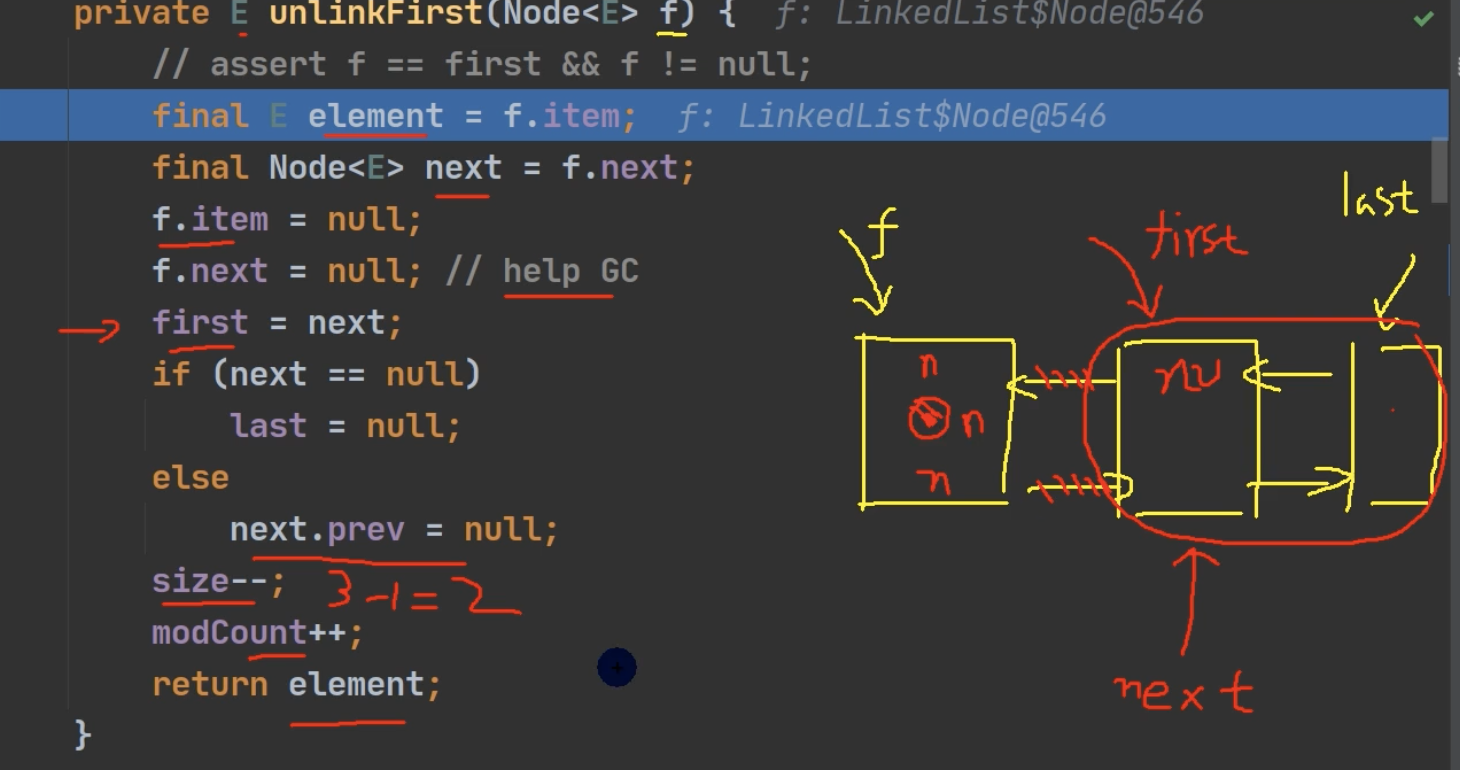 private E unlinkFirst(Node<E> f) {   f: LinkedList$Node@546
// assert f == first && f != null;
final E element = f.item;   f: LinkedList$Node@546
final Node<E> next = f.next;
f.item = null;
f.next = null; // help GC
first = next;
if (next == null)
last = null;
else
next.prev = null;
size--; 3-1=2
modCount++;
return element;
}
f
first
last
n
n
n
next